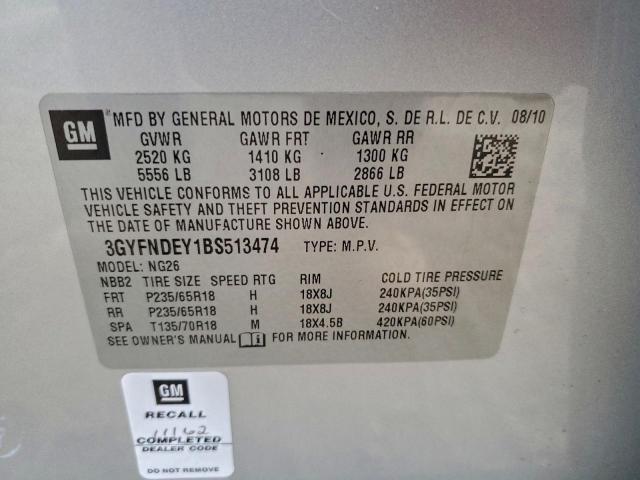 GM MFD BY GENERAL MOTORS DE MEXICO, S. DE R.L. DE C.V. 08/10
GVWR GAWR FRT GAWR RR
2520 KG 1410 KG 1300 KG
5556 LB 3108 LB 2866 LB
THIS VEHICLE CONFORMS TO ALL APPLICABLE U.S. FEDERAL MOTOR
VEHICLE SAFETY AND THEFT PREVENTION STANDARDS IN EFFECT ON
THE DATE OF MANUFACTURE SHOWN ABOVE.
3GYFNDEY1BS513474 TYPE: M.P.V.
MODEL: NG26
NBB2 TIRE SIZE SPEED RTG RIM COLD TIRE PRESSURE
FRT P235/65R18 H 18X8J 240KPA(35PSI)
RR P235/65R18 H 18X8J 240KPA(35PSI)
SPA T135/70R18 M 18X4.5B 420KPA(60PSI)
SEE OWNER'S MANUAL FOR MORE INFORMATION.
GM
RECALL
11162
COMPLETED
DEALER CODE
DO NOT REMOVE